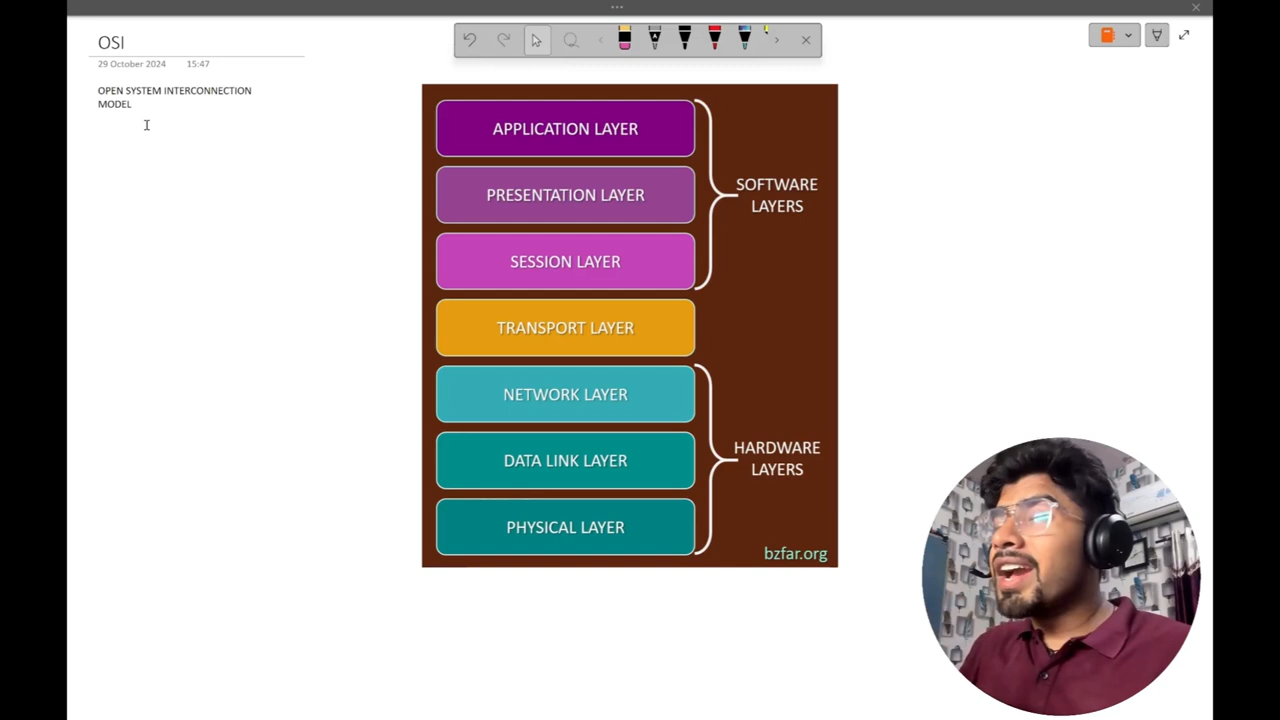 OSI
29 October 2024 15:47
OPEN SYSTEM INTERCONNECTION
MODEL
APPLICATION LAYER
PRESENTATION LAYER
SESSION LAYER
SOFTWARE
LAYERS
TRANSPORT LAYER
NETWORK LAYER
DATA LINK LAYER
PHYSICAL LAYER
HARDWARE
LAYERS
bzfar.org